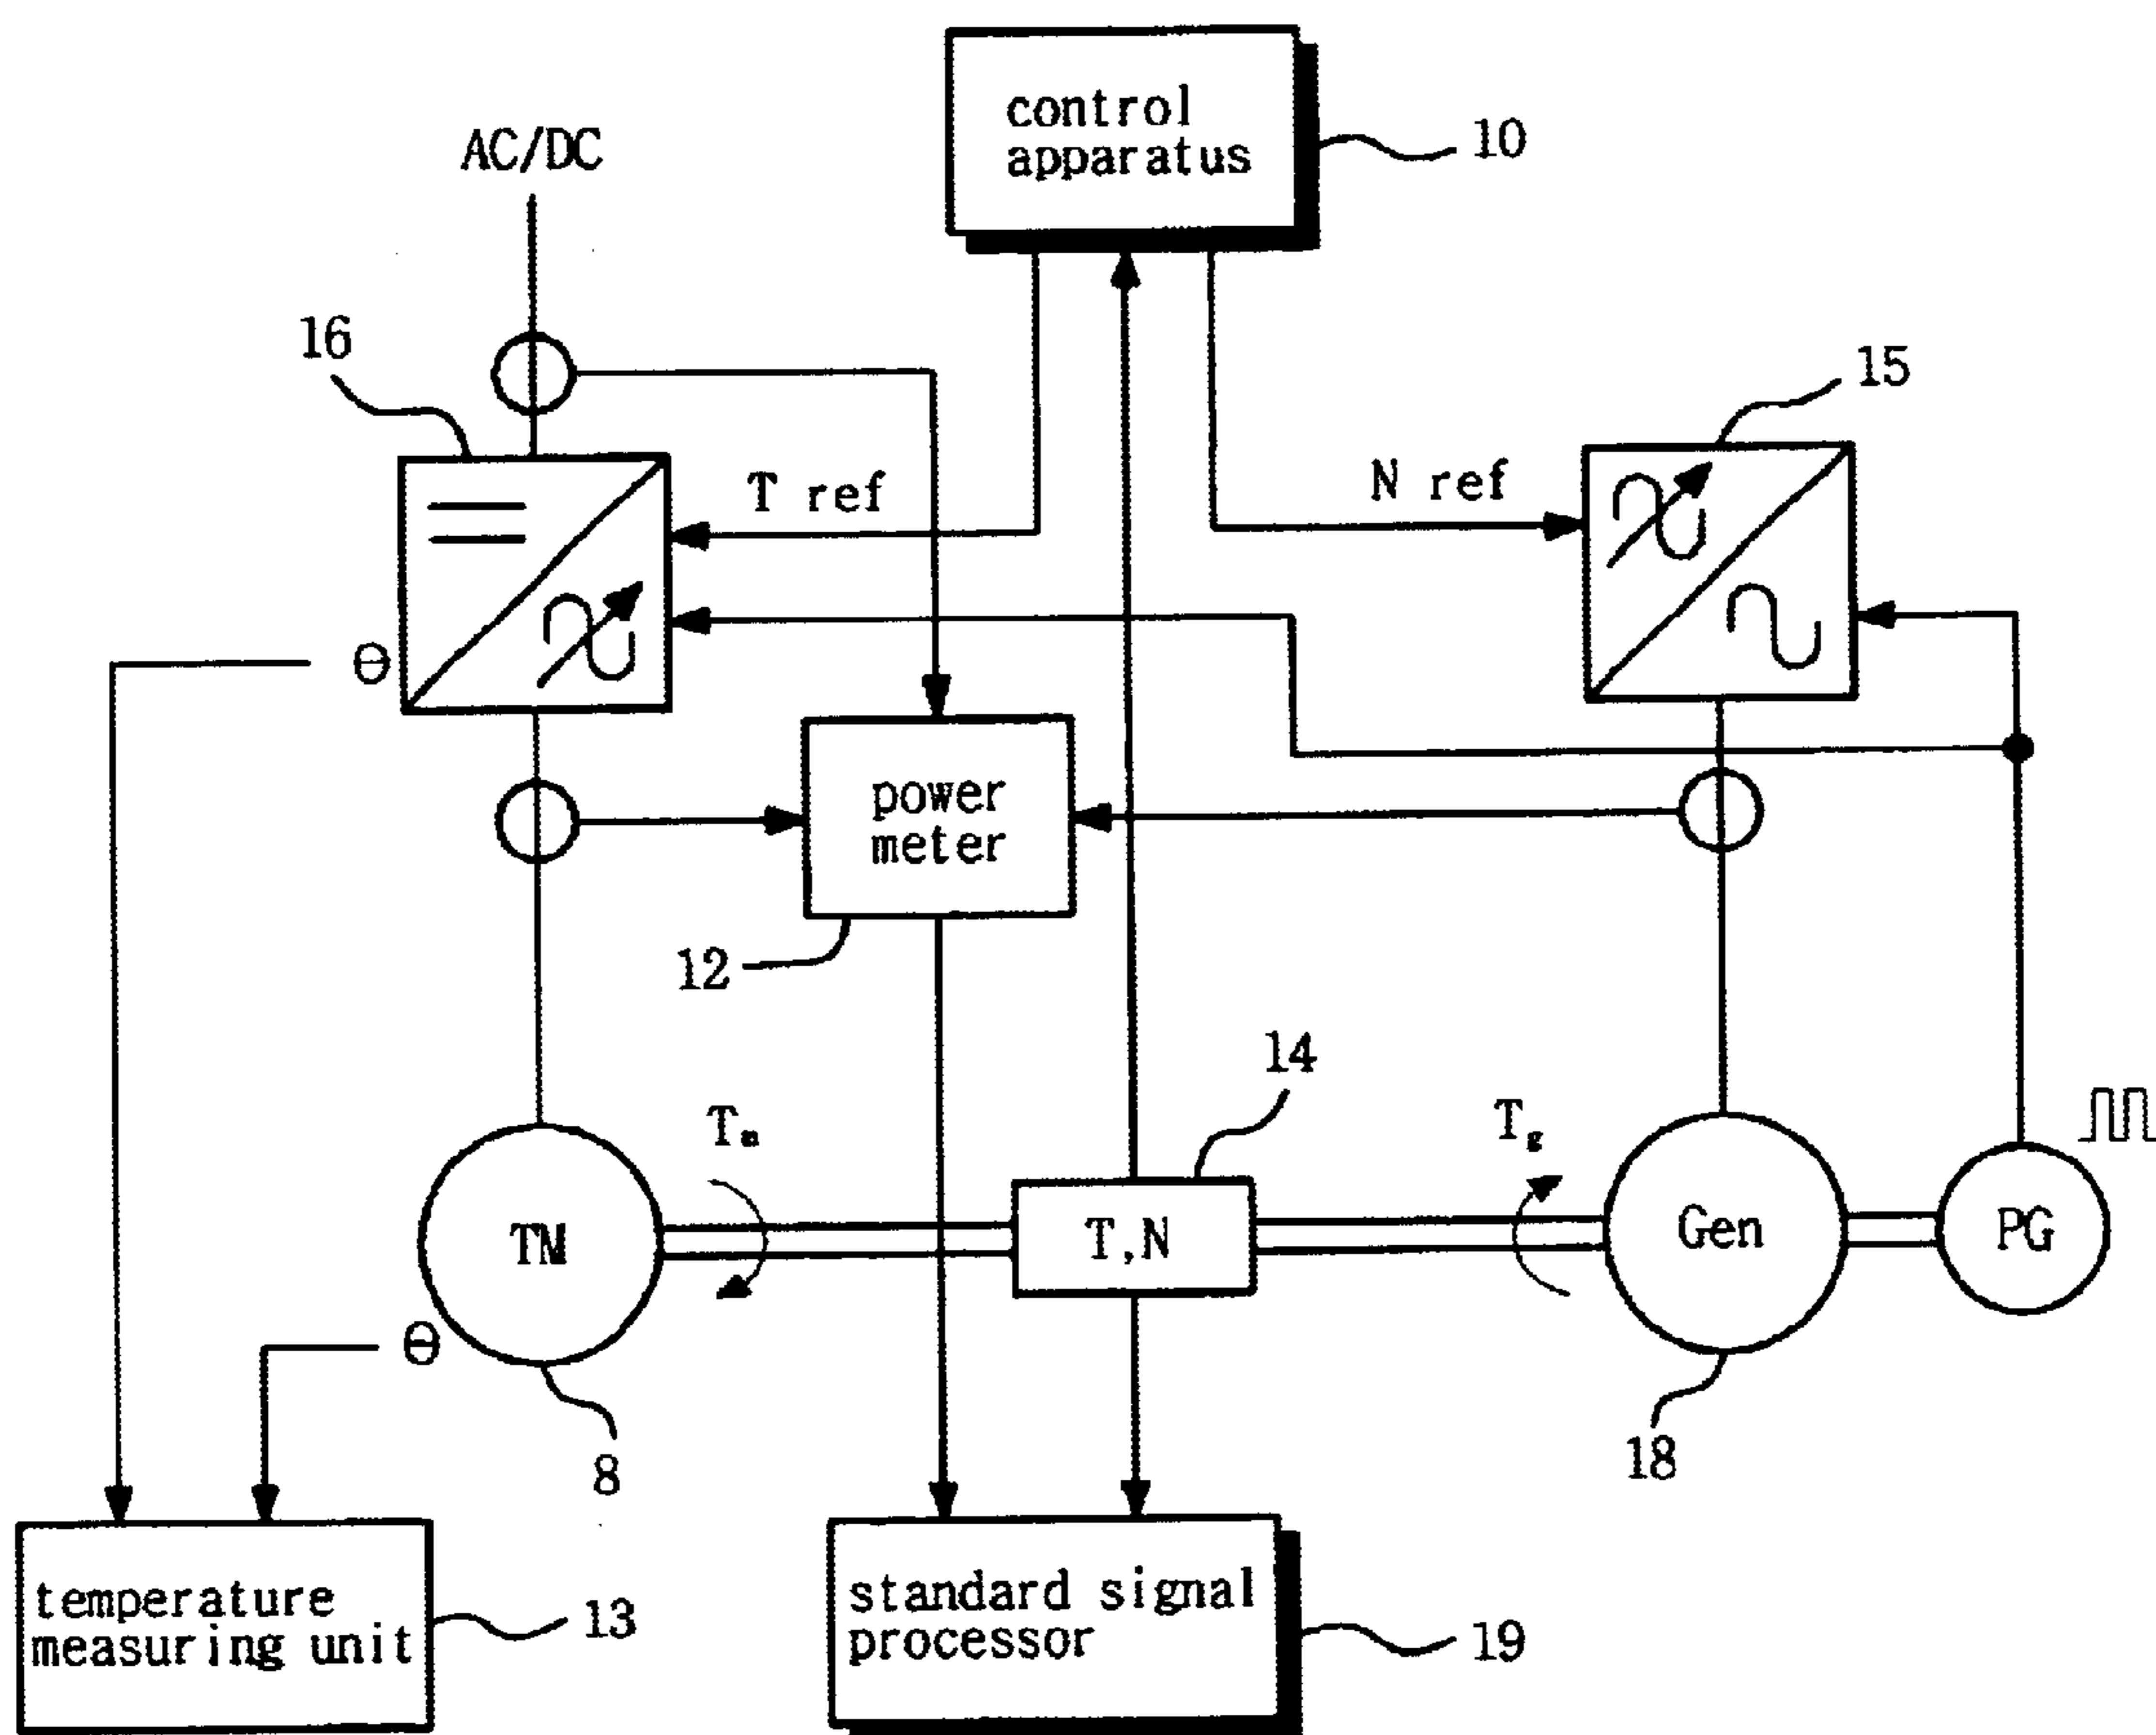 control
apparatus
10
AC/DC
16
15
T ref
N ref
θ
power
meter
12
14
Tm
Tg
TM
T,N
Gen
PG
θ
8
18
temperature
measuring unit
13
standard signal
processor
19